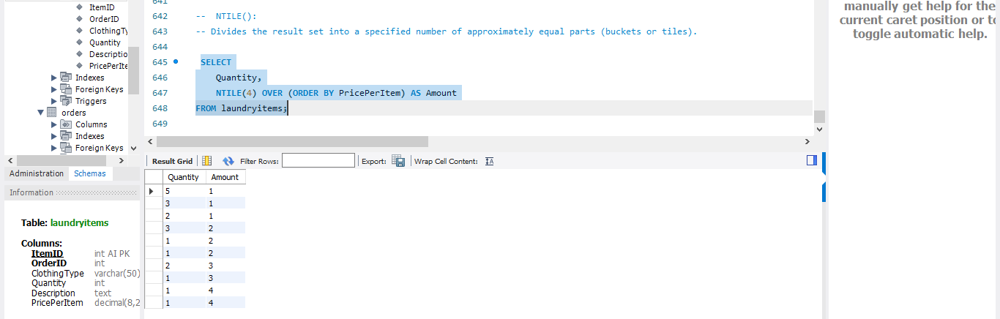 ItemID
OrderID
ClothingTy
Quantity
Descriptio
PricePerIte
Indexes
Foreign Keys
Triggers
orders
Columns
Indexes
Foreign Keys
Administration Schemas
Information
Table: laundryitems
Columns:
ItemID int AI PK
OrderID int
ClothingType varchar(50)
Quantity int
Description text
PricePerItem decimal(8,2
641
642 -- NTILE():
643 -- Divides the result set into a specified number of approximately equal parts (buckets or tiles).
644
645 SELECT
646 Quantity,
647 NTILE(4) OVER (ORDER BY PricePerItem) AS Amount
648 FROM laundryitems;
649
Result Grid Filter Rows: Export: Wrap Cell Content:
Quantity Amount
5 1
3 1
2 1
3 2
1 2
1 2
2 3
1 3
1 4
1 4
manually get help for the
current caret position or to
toggle automatic help.